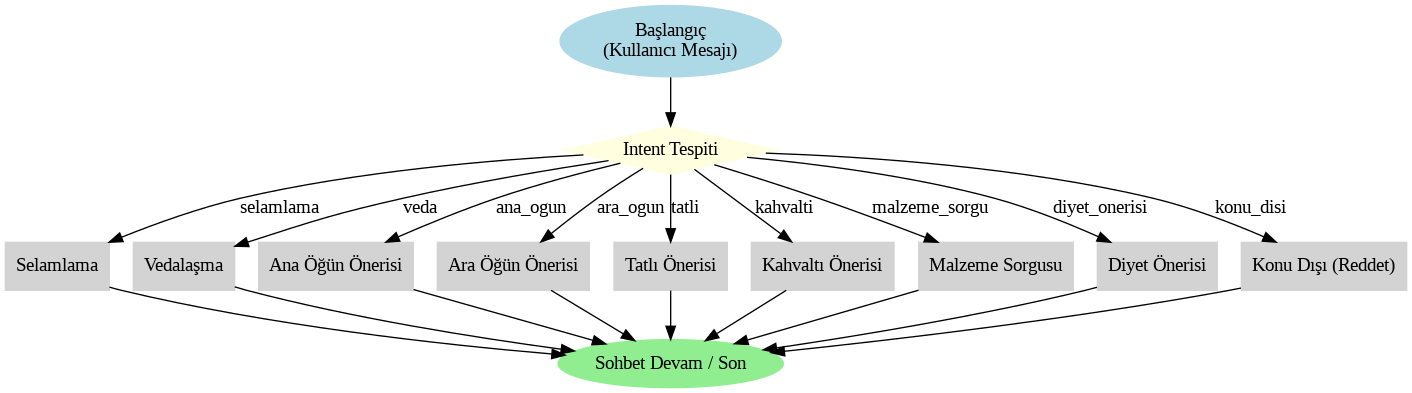 Başlangıç
(Kullanıcı Mesajı)
Intent Tespiti
selamlama
veda
ana_ogun
ara_ogun
tatli
kahvalti
malzeme_sorgu
diyet_onerisi
konu_disi
Selamlama
Vedalaşma
Ana Öğün Önerisi
Ara Öğün Önerisi
Tatlı Önerisi
Kahvaltı Önerisi
Malzeme Sorgusu
Diyet Önerisi
Konu Dışı (Reddet)
Sohbet Devam / Son